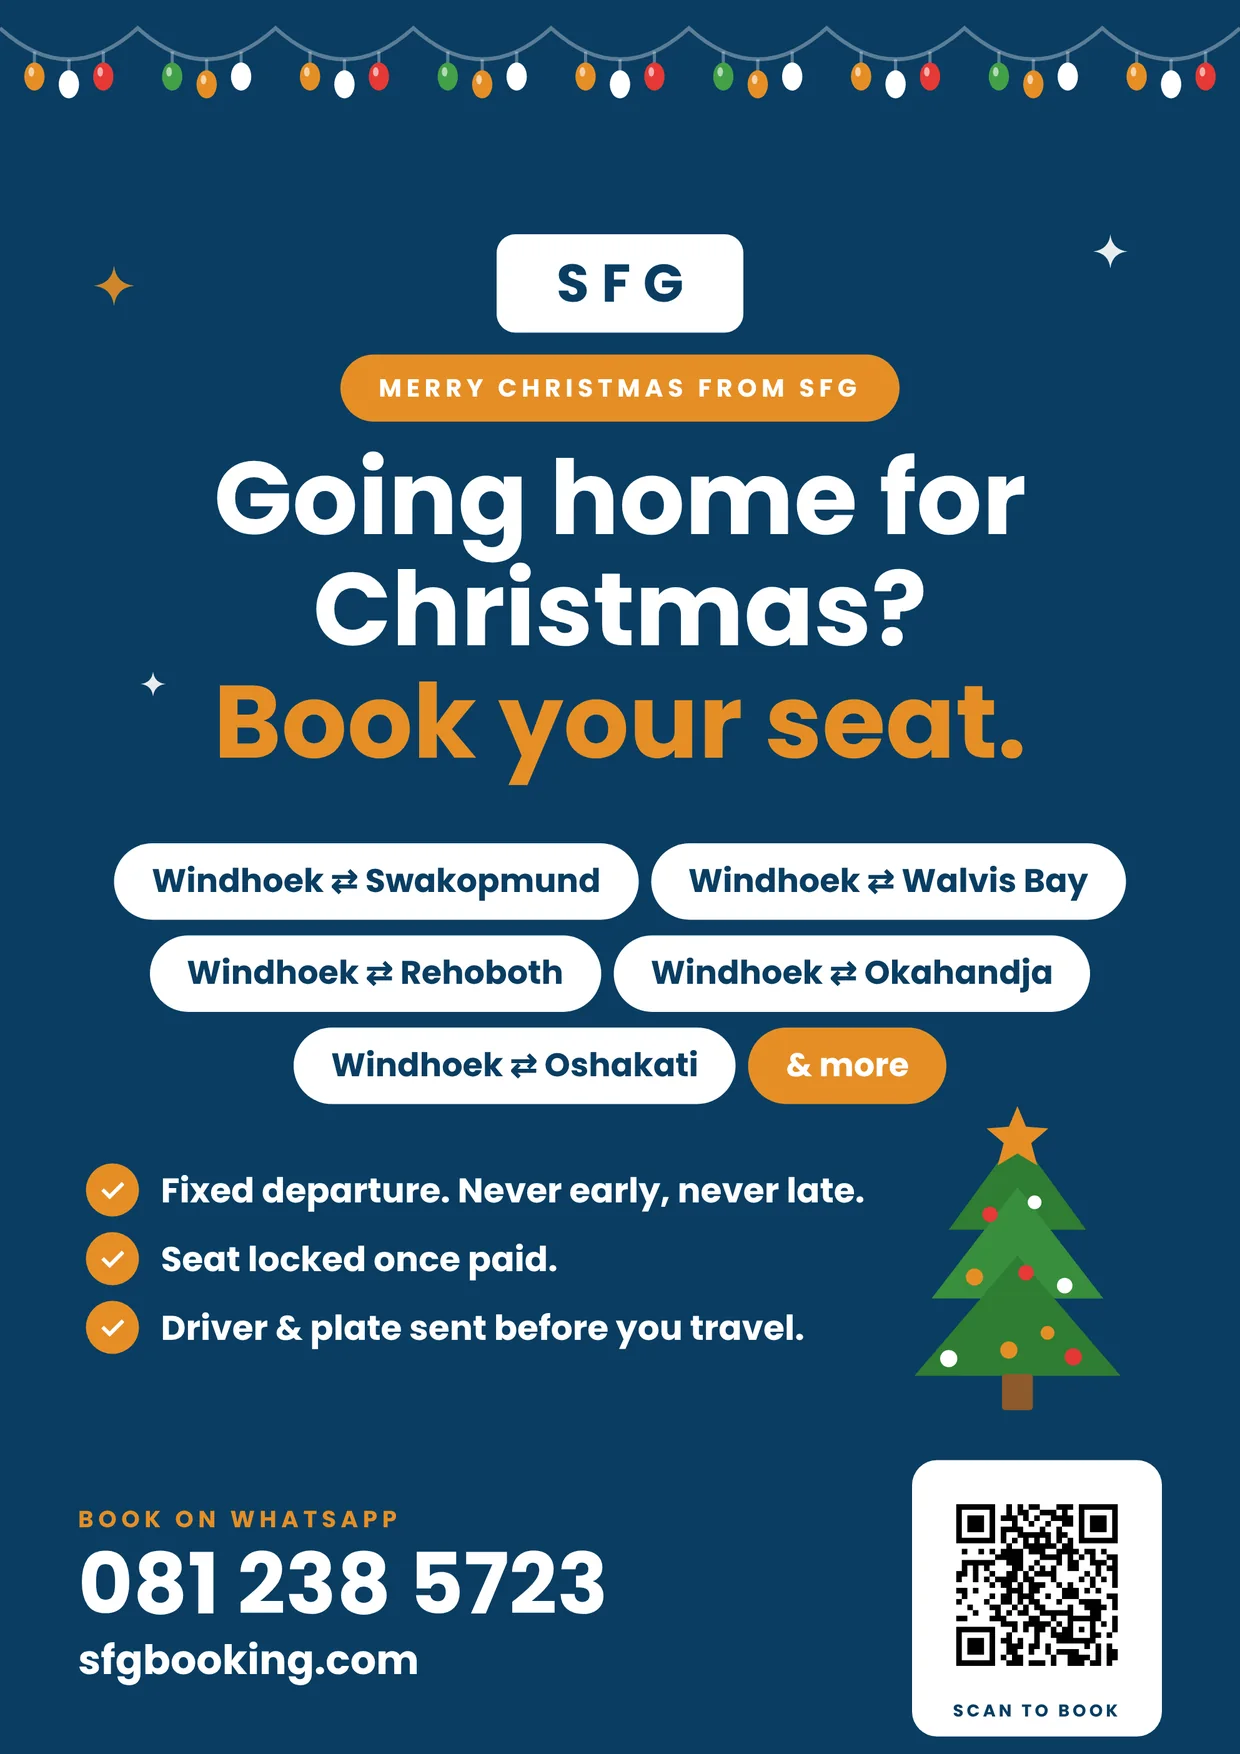 SFG
MERRY CHRISTMAS FROM SFG
Going home for
Christmas?
Book your seat.
Windhoek ⇄ Swakopmund
Windhoek ⇄ Walvis Bay
Windhoek ⇄ Rehoboth
Windhoek ⇄ Okahandja
Windhoek ⇄ Oshakati
& more
Fixed departure. Never early, never late.
Seat locked once paid.
Driver & plate sent before you travel.
BOOK ON WHATSAPP
081 238 5723
sfgbooking.com
SCAN TO BOOK